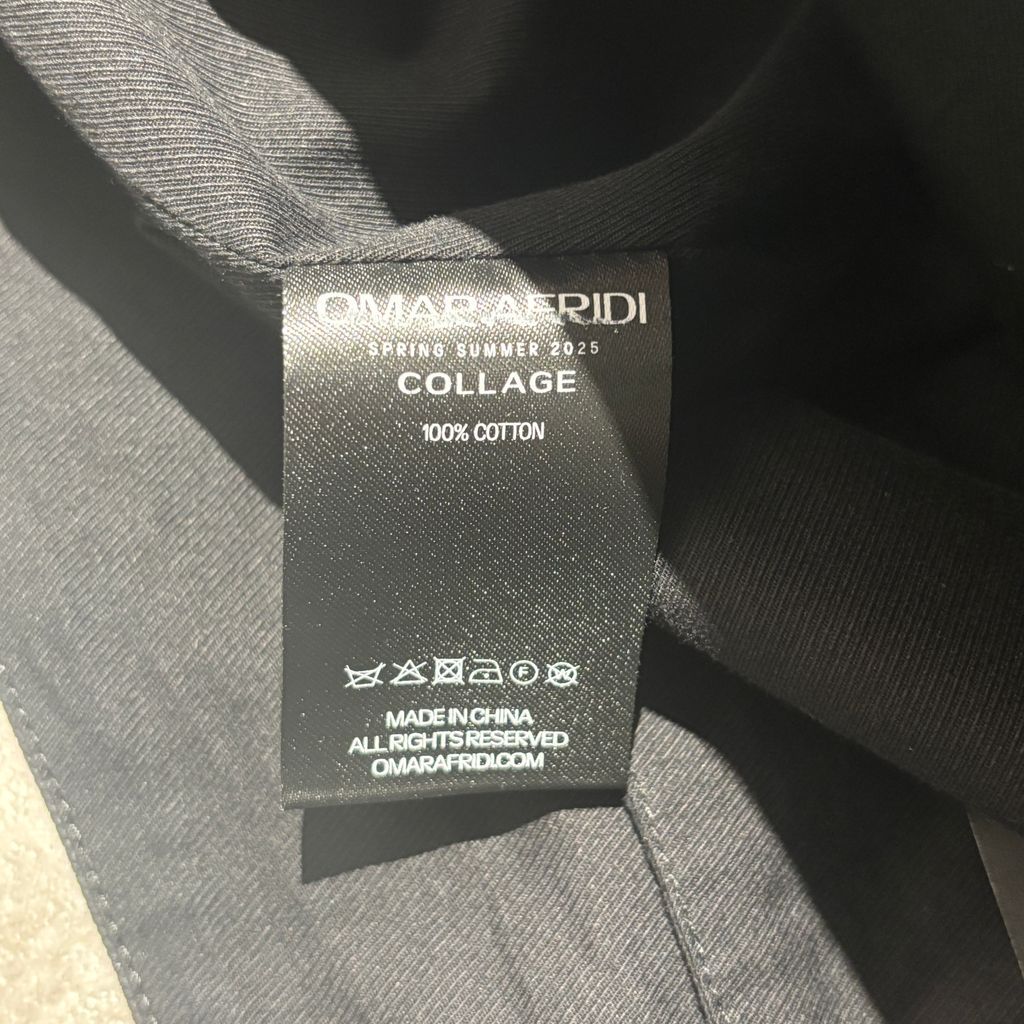 OMAR AFRIDI
SPRING SUMMER 2025
COLLAGE
100% COTTON
F W
MADE IN CHINA
ALL RIGHTS RESERVED
OMARAFRIDI.COM